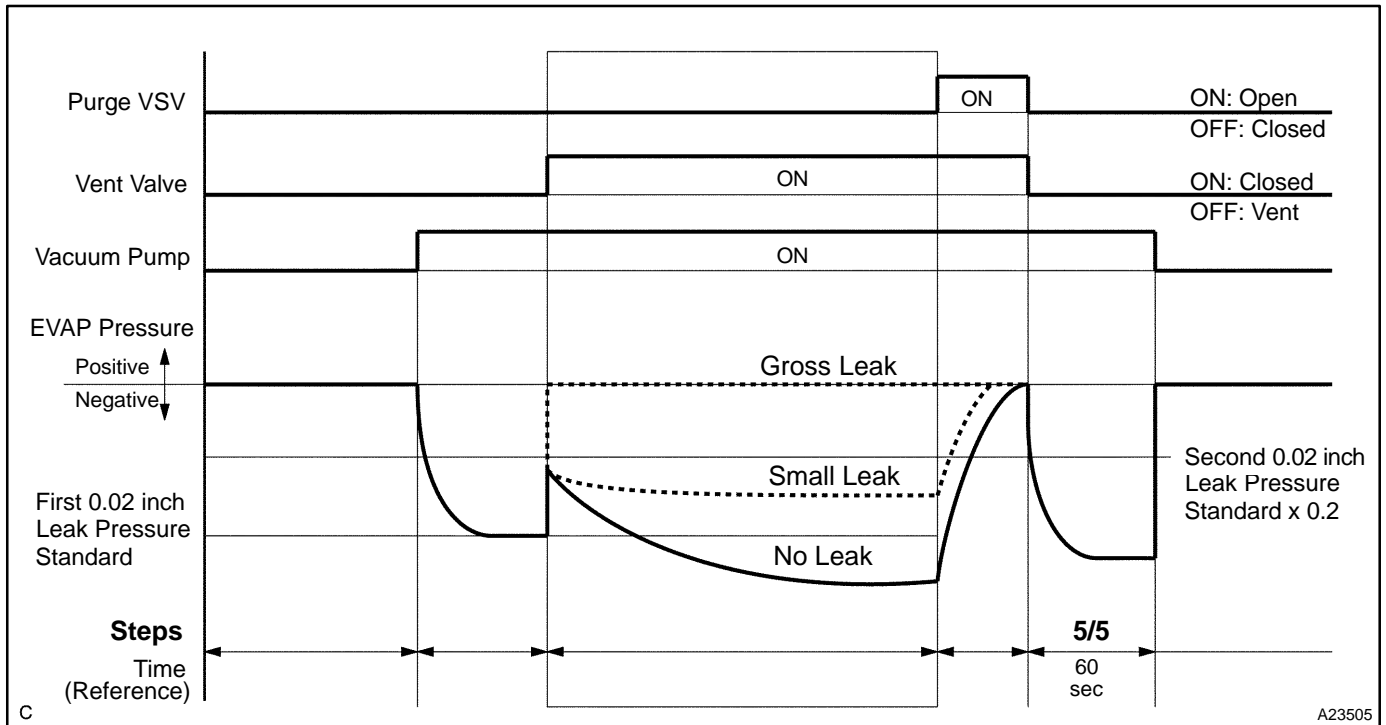 Purge VSV
ON
ON: Open
OFF: Closed
Vent Valve
ON
ON: Closed
OFF: Vent
Vacuum Pump
ON
EVAP Pressure
Positive
Negative
Gross Leak
Small Leak
No Leak
First 0.02 inch
Leak Pressure
Standard
Second 0.02 inch
Leak Pressure
Standard x 0.2
Steps
5/5
Time
(Reference)
60
sec
C
A23505